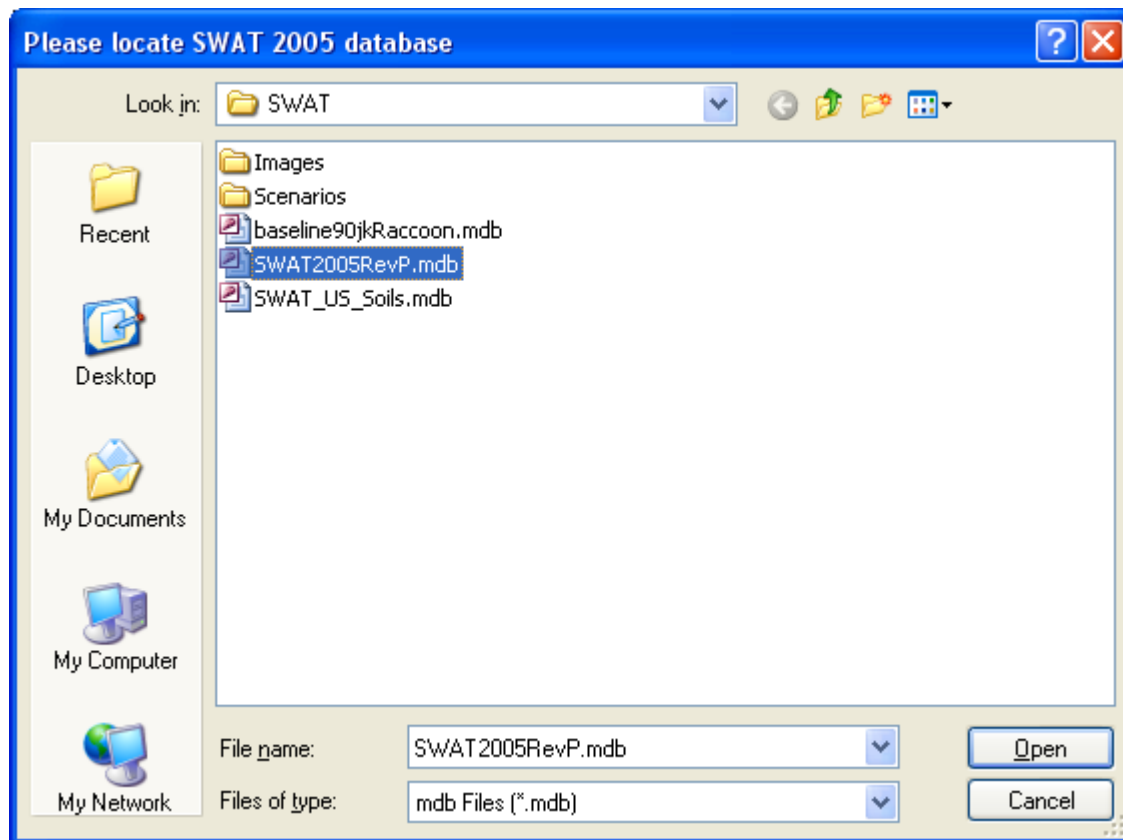 Please locate SWAT 2005 database
Look in: SWAT
Images
Scenarios
baseline90jkRaccoon.mdb
SWAT2005RevP.mdb
SWAT_US_Soils.mdb
Recent
Desktop
My Documents
My Computer
My Network
File name: SWAT2005RevP.mdb Open
Files of type: mdb Files (*.mdb) Cancel